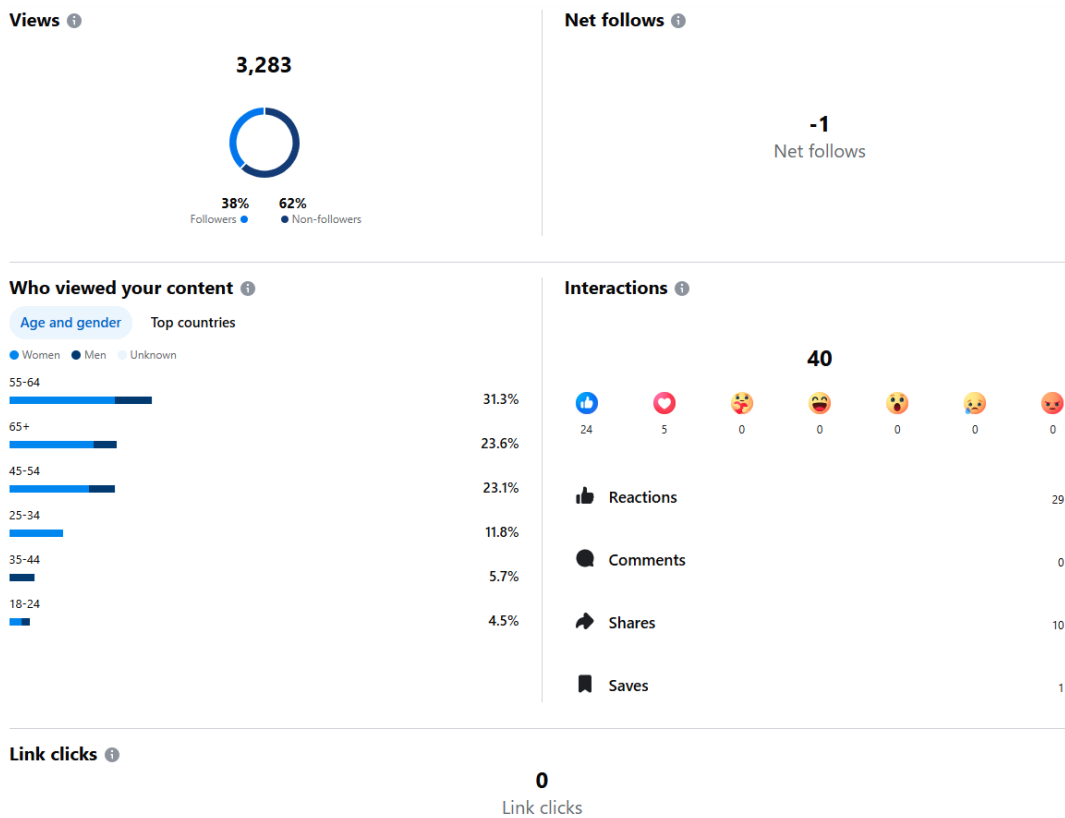 Views
3,283
38% 62%
Followers Non-followers
Net follows
-1
Net follows
Who viewed your content
Age and gender Top countries
Women Men Unknown
55-64
31.3%
65+
23.6%
45-54
23.1%
25-34
11.8%
35-44
5.7%
18-24
4.5%
Interactions
40
24 5 0 0 0 0 0
Reactions 29
Comments 0
Shares 10
Saves 1
Link clicks
0
Link clicks